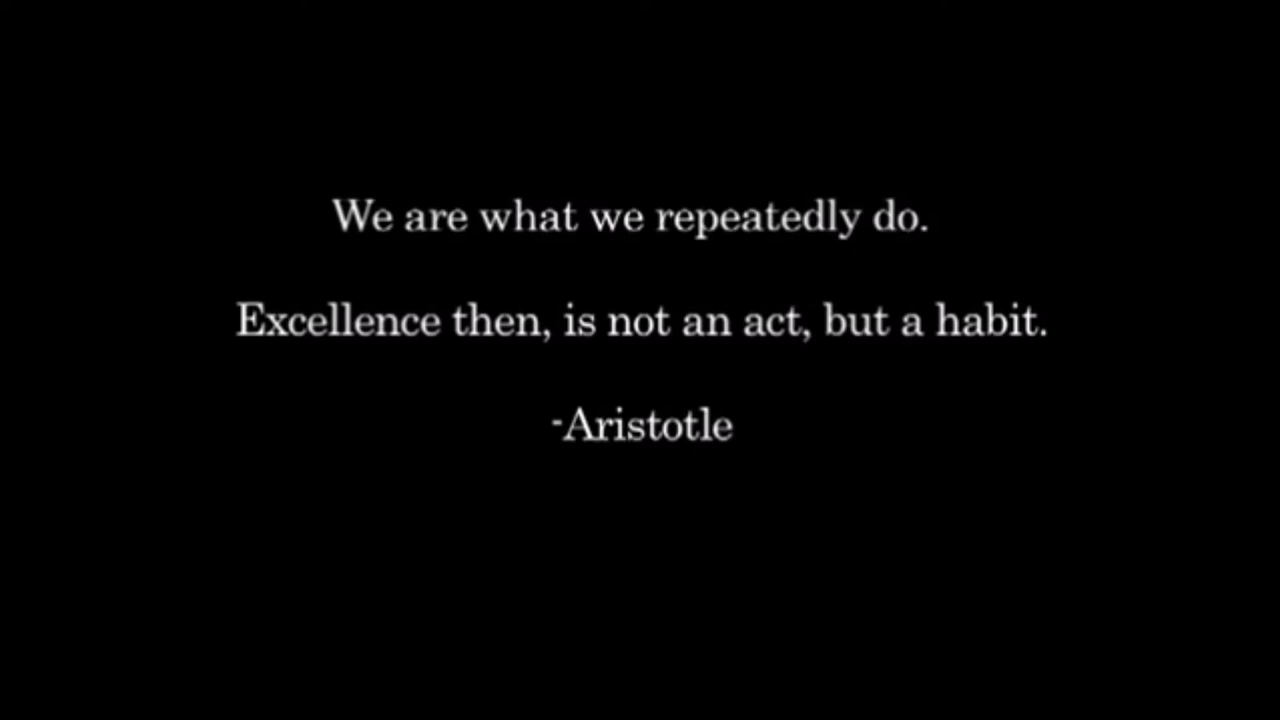 We are what we repeatedly do.
Excellence then, is not an act, but a habit.
-Aristotle